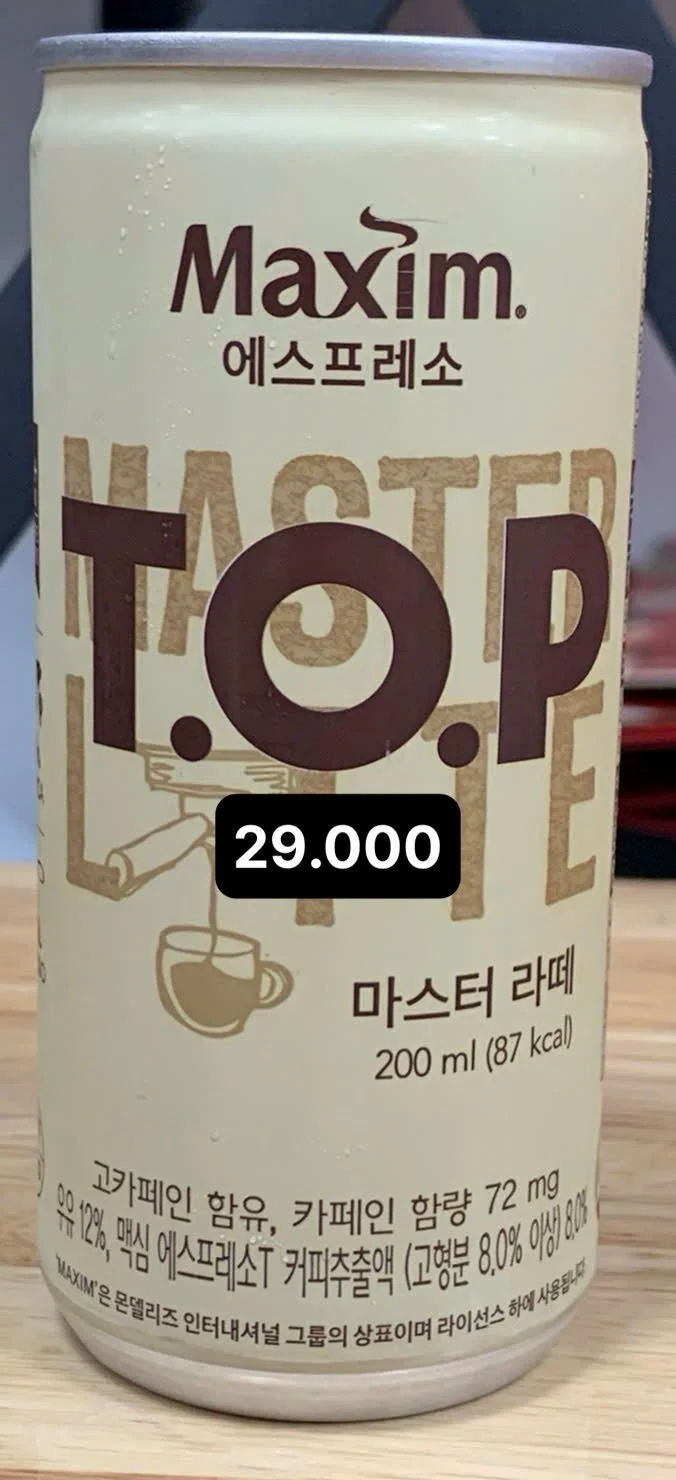 Maxim.
에스프레소
MASTER
T.O.P
LATTE
29.000
마스터 라떼
200 ml (87 kcal)
고카페인 함유, 카페인 함량 72 mg
우유 12%, 맥심 에스프레소T 커피추출액 (고형분 8.0% 이상) 8.0%
'MAXIM'은 몬델리즈 인터내셔널 그룹의 상표이며 라이선스 하에 사용됩니다.